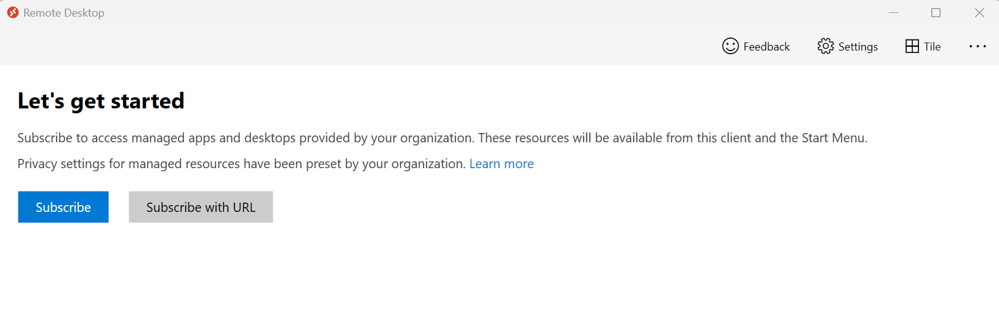 Remote Desktop
Feedback Settings Tile
Let's get started
Subscribe to access managed apps and desktops provided by your organization. These resources will be available from this client and the Start Menu.
Privacy settings for managed resources have been preset by your organization. Learn more
Subscribe Subscribe with URL